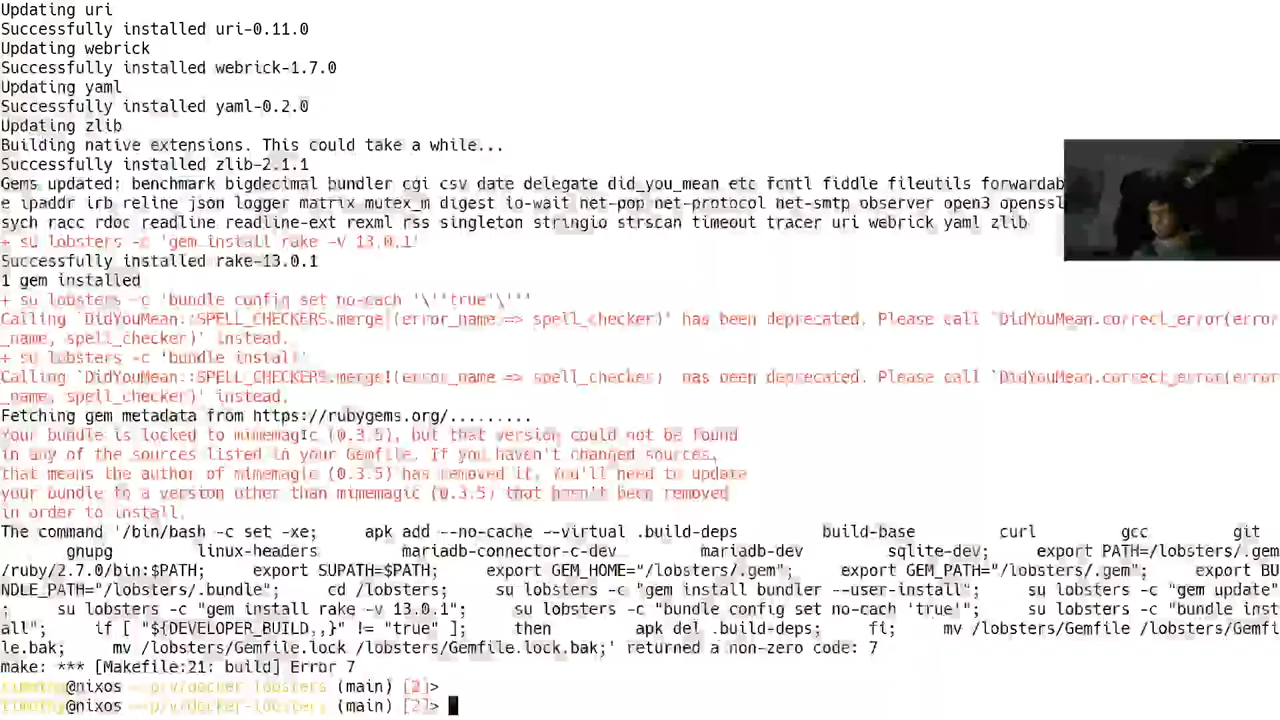 Updating uri
Successfully installed uri-0.11.0
Updating webrick
Successfully installed webrick-1.7.0
Updating yaml
Successfully installed yaml-0.2.0
Updating zlib
Building native extensions. This could take a while...
Successfully installed zlib-2.1.1
Gems updated: benchmark bigdecimal bundler cgi csv date delegate did_you_mean etc fcntl fiddle fileutils forwardab
e ipaddr irb reline json logger matrix mutex_m digest io-wait net-pop net-protocol net-smtp observer open3 openssl
sych racc rdoc readline readline-ext rexml rss singleton stringio strscan timeout tracer uri webrick yaml zlib
+ su lobsters -c 'gem install rake -v 13.0.1'
Successfully installed rake-13.0.1
1 gem installed
+ su lobsters -c 'bundle config set no-cach '\''true'\'''
Calling `DidYouMean::SPELL_CHECKERS.merge!(error_name => spell_checker)' has been deprecated. Please call `DidYouMean.correct_error(error
_name, spell_checker)' instead.
+ su lobsters -c 'bundle install'
Calling `DidYouMean::SPELL_CHECKERS.merge!(error_name => spell_checker)' has been deprecated. Please call `DidYouMean.correct_error(error
_name, spell_checker)' instead.
Fetching gem metadata from https://rubygems.org/.........
Your bundle is locked to mimemagic (0.3.5), but that version could not be found
in any of the sources listed in your Gemfile. If you haven't changed sources,
that means the author of mimemagic (0.3.5) has removed it. You'll need to update
your bundle to a version other than mimemagic (0.3.5) that hasn't been removed
in order to install.
The command '/bin/bash -c set -xe; apk add --no-cache --virtual .build-deps build-base curl gcc git
gnupg linux-headers mariadb-connector-c-dev mariadb-dev sqlite-dev; export PATH=/lobsters/.gem
/ruby/2.7.0/bin:$PATH; export SUPATH=$PATH; export GEM_HOME="/lobsters/.gem"; export GEM_PATH="/lobsters/.gem"; export BU
NDLE_PATH="/lobsters/.bundle"; cd /lobsters; su lobsters -c "gem install bundler --user-install"; su lobsters -c "gem update"
; su lobsters -c "gem install rake -v 13.0.1"; su lobsters -c "bundle config set no-cach 'true'"; su lobsters -c "bundle inst
all"; if [ "${DEVELOPER_BUILD,,}" != "true" ]; then apk del .build-deps; fi; mv /lobsters/Gemfile /lobsters/Gemfi
le.bak; mv /lobsters/Gemfile.lock /lobsters/Gemfile.lock.bak;' returned a non-zero code: 7
make: *** [Makefile:21: build] Error 7
timothy@nixos ~/p/v/docker-lobsters (main) [2]>
timothy@nixos ~/p/v/docker-lobsters (main) [2]>